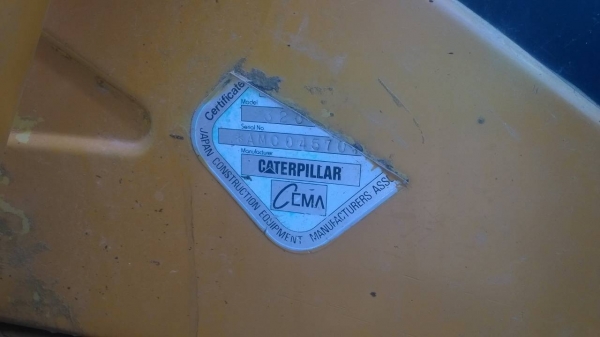 Certificate
Model
Serial No
Manufacturer
CATERPILLAR
CEMA
JAPAN CONSTRUCTION EQUIPMENT MANUFACTURERS ASS